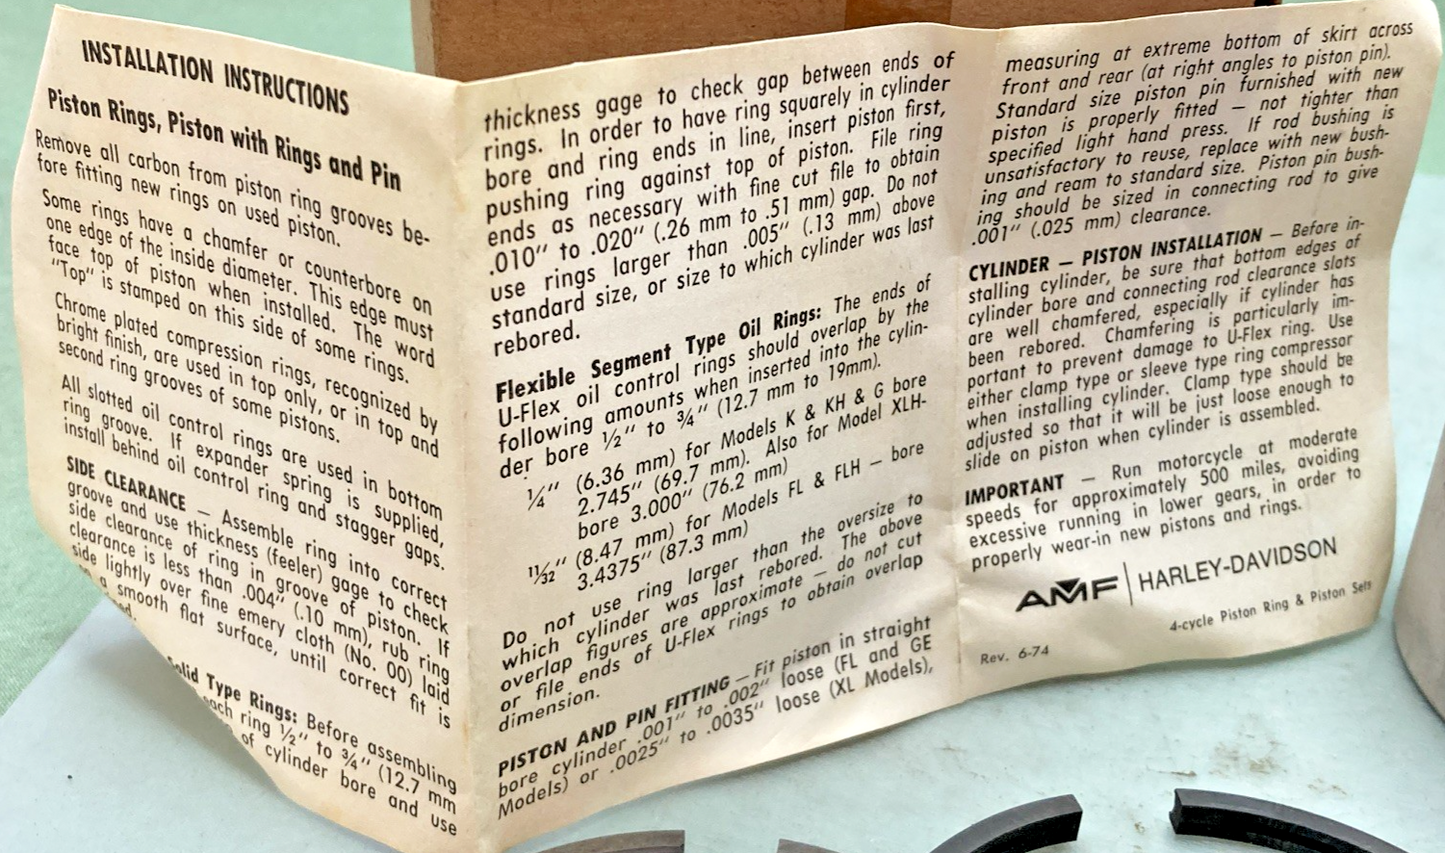 INSTALLATION INSTRUCTIONS
Piston Rings, Piston with Rings and Pin
Remove all carbon from piston ring grooves be-
fore fitting new rings on used piston.
Some rings have a chamfer or counterbore on
one edge of the inside diameter. This edge must
face top of piston when installed. The word
"Top" is stamped on this side of some rings.
Chrome plated compression rings, recognized by
bright finish, are used in top only, or in top and
second ring grooves of some pistons.
All slotted oil control rings are used in bottom
ring groove. If expander spring is supplied,
install behind oil control ring and stagger gaps.
SIDE CLEARANCE — Assemble ring into correct
groove and use thickness (feeler) gage to check
side clearance of ring in groove of piston. If
clearance is less than .004" (.10 mm), rub ring
side lightly over fine emery cloth (No. 00) laid
a smooth flat surface, until correct fit is
Solid Type Rings: Before assembling
each ring ½" to ¾" (12.7 mm
of cylinder bore and use
thickness gage to check gap between ends of
rings. In order to have ring squarely in cylinder
bore and ring ends in line, insert piston first,
pushing ring against top of piston. File ring
ends as necessary with fine cut file to obtain
.010" to .020" (.26 mm to .51 mm) gap. Do not
use rings larger than .005" (.13 mm) above
standard size, or size to which cylinder was last
rebored.
Flexible Segment Type Oil Rings: The ends of
U-Flex oil control rings should overlap by the
following amounts when inserted into the cylin-
der bore ½" to ¾" (12.7 mm to 19mm).
¼" (6.36 mm) for Models K & KH & G bore
2.745" (69.7 mm). Also for Model XLH-
bore 3.000" (76.2 mm)
11/32" (8.47 mm) for Models FL & FLH — bore
3.4375" (87.3 mm)
Do not use ring larger than the oversize to
which cylinder was last rebored. The above
overlap figures are approximate — do not cut
or file ends of U-Flex rings to obtain overlap
dimension.
PISTON AND PIN FITTING — Fit piston in straight
bore cylinder .001" to .002" loose (FL and GE
Models) or .0025" to .0035" loose (XL Models),
measuring at extreme bottom of skirt across
front and rear (at right angles to piston pin).
Standard size piston pin furnished with new
piston is properly fitted — not tighter than
specified light hand press. If rod bushing is
unsatisfactory to reuse, replace with new bush-
ing and ream to standard size. Piston pin bush-
ing should be sized in connecting rod to give
.001" (.025 mm) clearance.
CYLINDER — PISTON INSTALLATION — Before in-
stalling cylinder, be sure that bottom edges of
cylinder bore and connecting rod clearance slots
are well chamfered, especially if cylinder has
been rebored. Chamfering is particularly im-
portant to prevent damage to U-Flex ring. Use
either clamp type or sleeve type ring compressor
when installing cylinder. Clamp type should be
adjusted so that it will be just loose enough to
slide on piston when cylinder is assembled.
IMPORTANT — Run motorcycle at moderate
speeds for approximately 500 miles, avoiding
excessive running in lower gears, in order to
properly wear-in new pistons and rings.
AMF | HARLEY-DAVIDSON
4-cycle Piston Ring & Piston Sets
Rev. 6-74